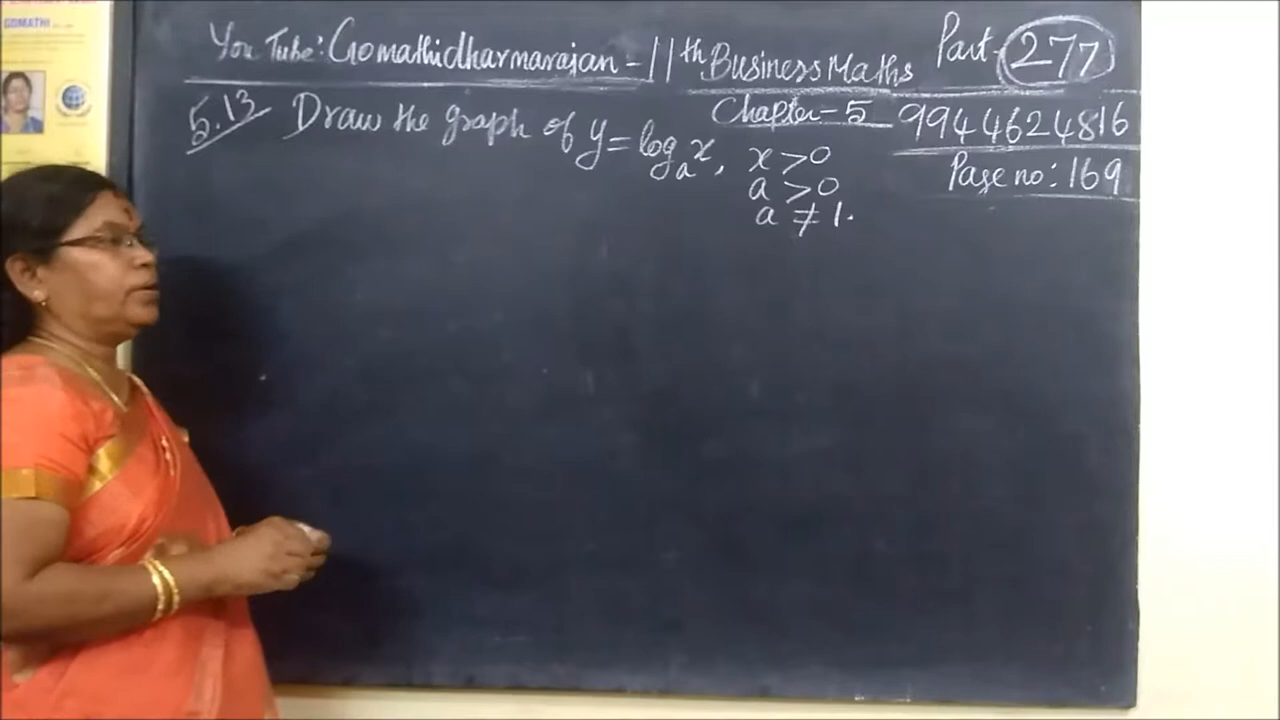 GOMATHI
You Tube: Gomathidharmarajan - 11th Business Maths Part - 277
Chapter - 5 9944624816
5.13 Draw the graph of y = logₐx, x > 0
a > 0
a ≠ 1.
Page no: 169